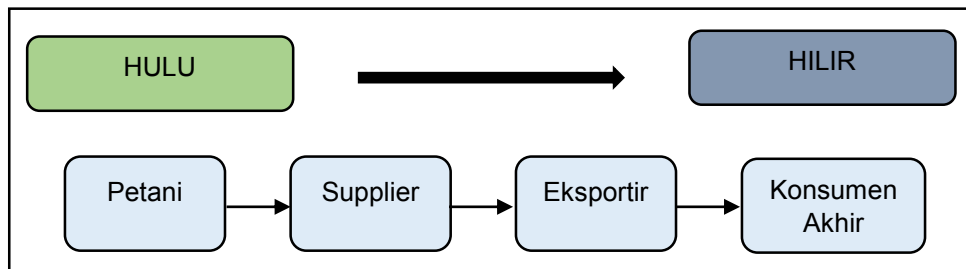 HULU
HILIR
Petani
Supplier
Eksportir
Konsumen
Akhir